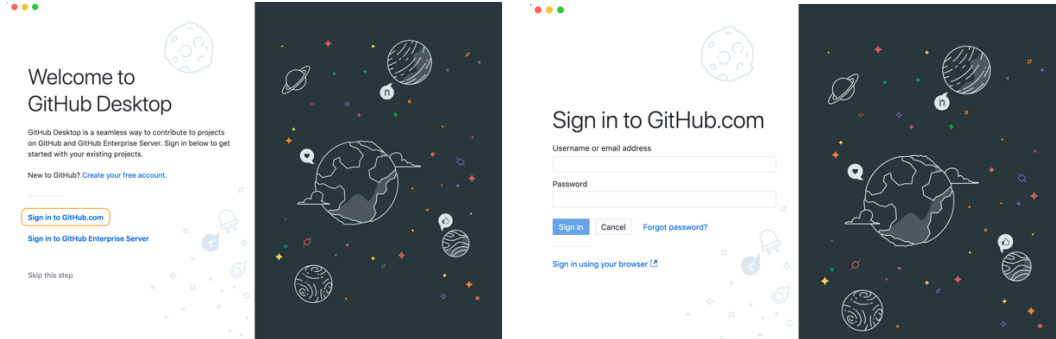 Welcome to
GitHub Desktop
GitHub Desktop is a seamless way to contribute to projects
on GitHub and GitHub Enterprise Server. Sign in below to get
started with your existing projects.
New to GitHub? Create your free account.
Sign in to GitHub.com
Sign in to GitHub Enterprise Server
Skip this step
n
Sign in to GitHub.com
Username or email address
Password
Sign in
Cancel
Forgot password?
Sign in using your browser
n